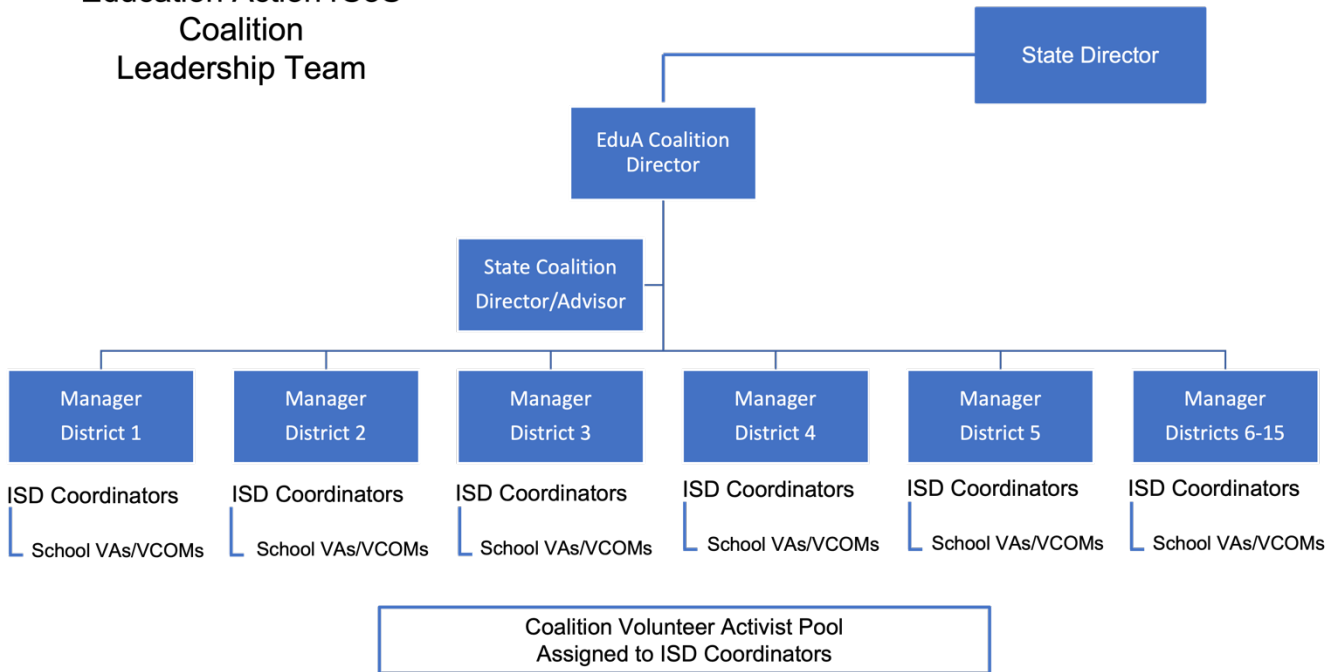 Coalition
Leadership Team
State Director
EduA Coalition
Director
State Coalition
Director/Advisor
Manager
District 1
Manager
District 2
Manager
District 3
Manager
District 4
Manager
District 5
Manager
Districts 6-15
ISD Coordinators
ISD Coordinators
ISD Coordinators
ISD Coordinators
ISD Coordinators
ISD Coordinators
School VAs/VCOMs
School VAs/VCOMs
School VAs/VCOMs
School VAs/VCOMs
School VAs/VCOMs
School VAs/VCOMs
Coalition Volunteer Activist Pool
Assigned to ISD Coordinators